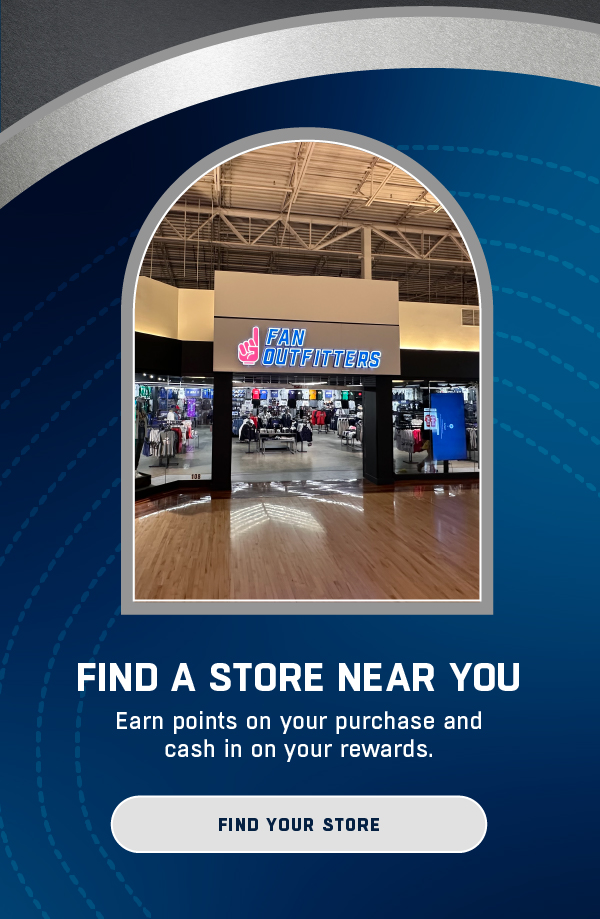 FAN
OUTFITTERS
108
FIND A STORE NEAR YOU
Earn points on your purchase and
cash in on your rewards.
FIND YOUR STORE